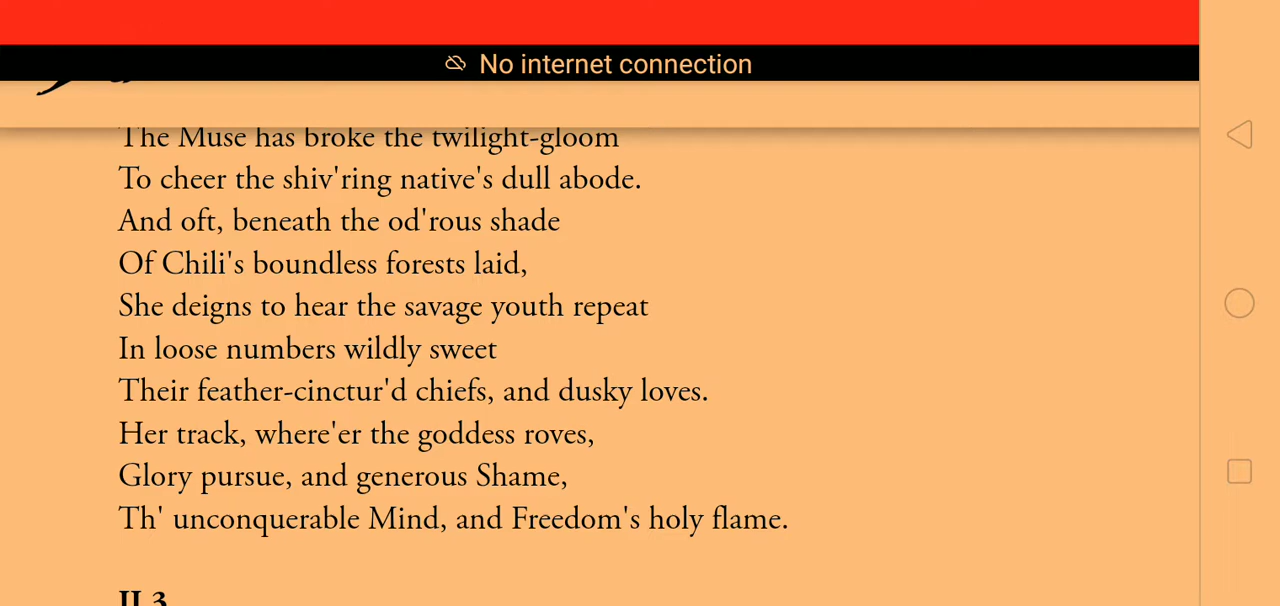 No internet connection
The Muse has broke the twilight-gloom
To cheer the shiv'ring native's dull abode.
And oft, beneath the od'rous shade
Of Chili's boundless forests laid,
She deigns to hear the savage youth repeat
In loose numbers wildly sweet
Their feather-cinctur'd chiefs, and dusky loves.
Her track, where'er the goddess roves,
Glory pursue, and generous Shame,
Th' unconquerable Mind, and Freedom's holy flame.
II.3